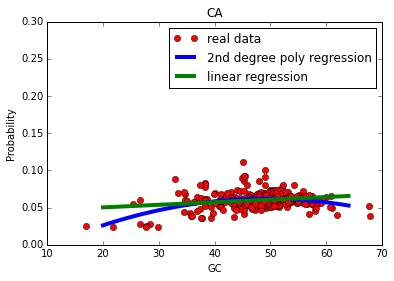 CA
real data
2nd degree poly regression
linear regression
0.30
0.25
0.20
0.15
0.10
0.05
0.00
Probability
10 20 30 40 50 60 70
GC